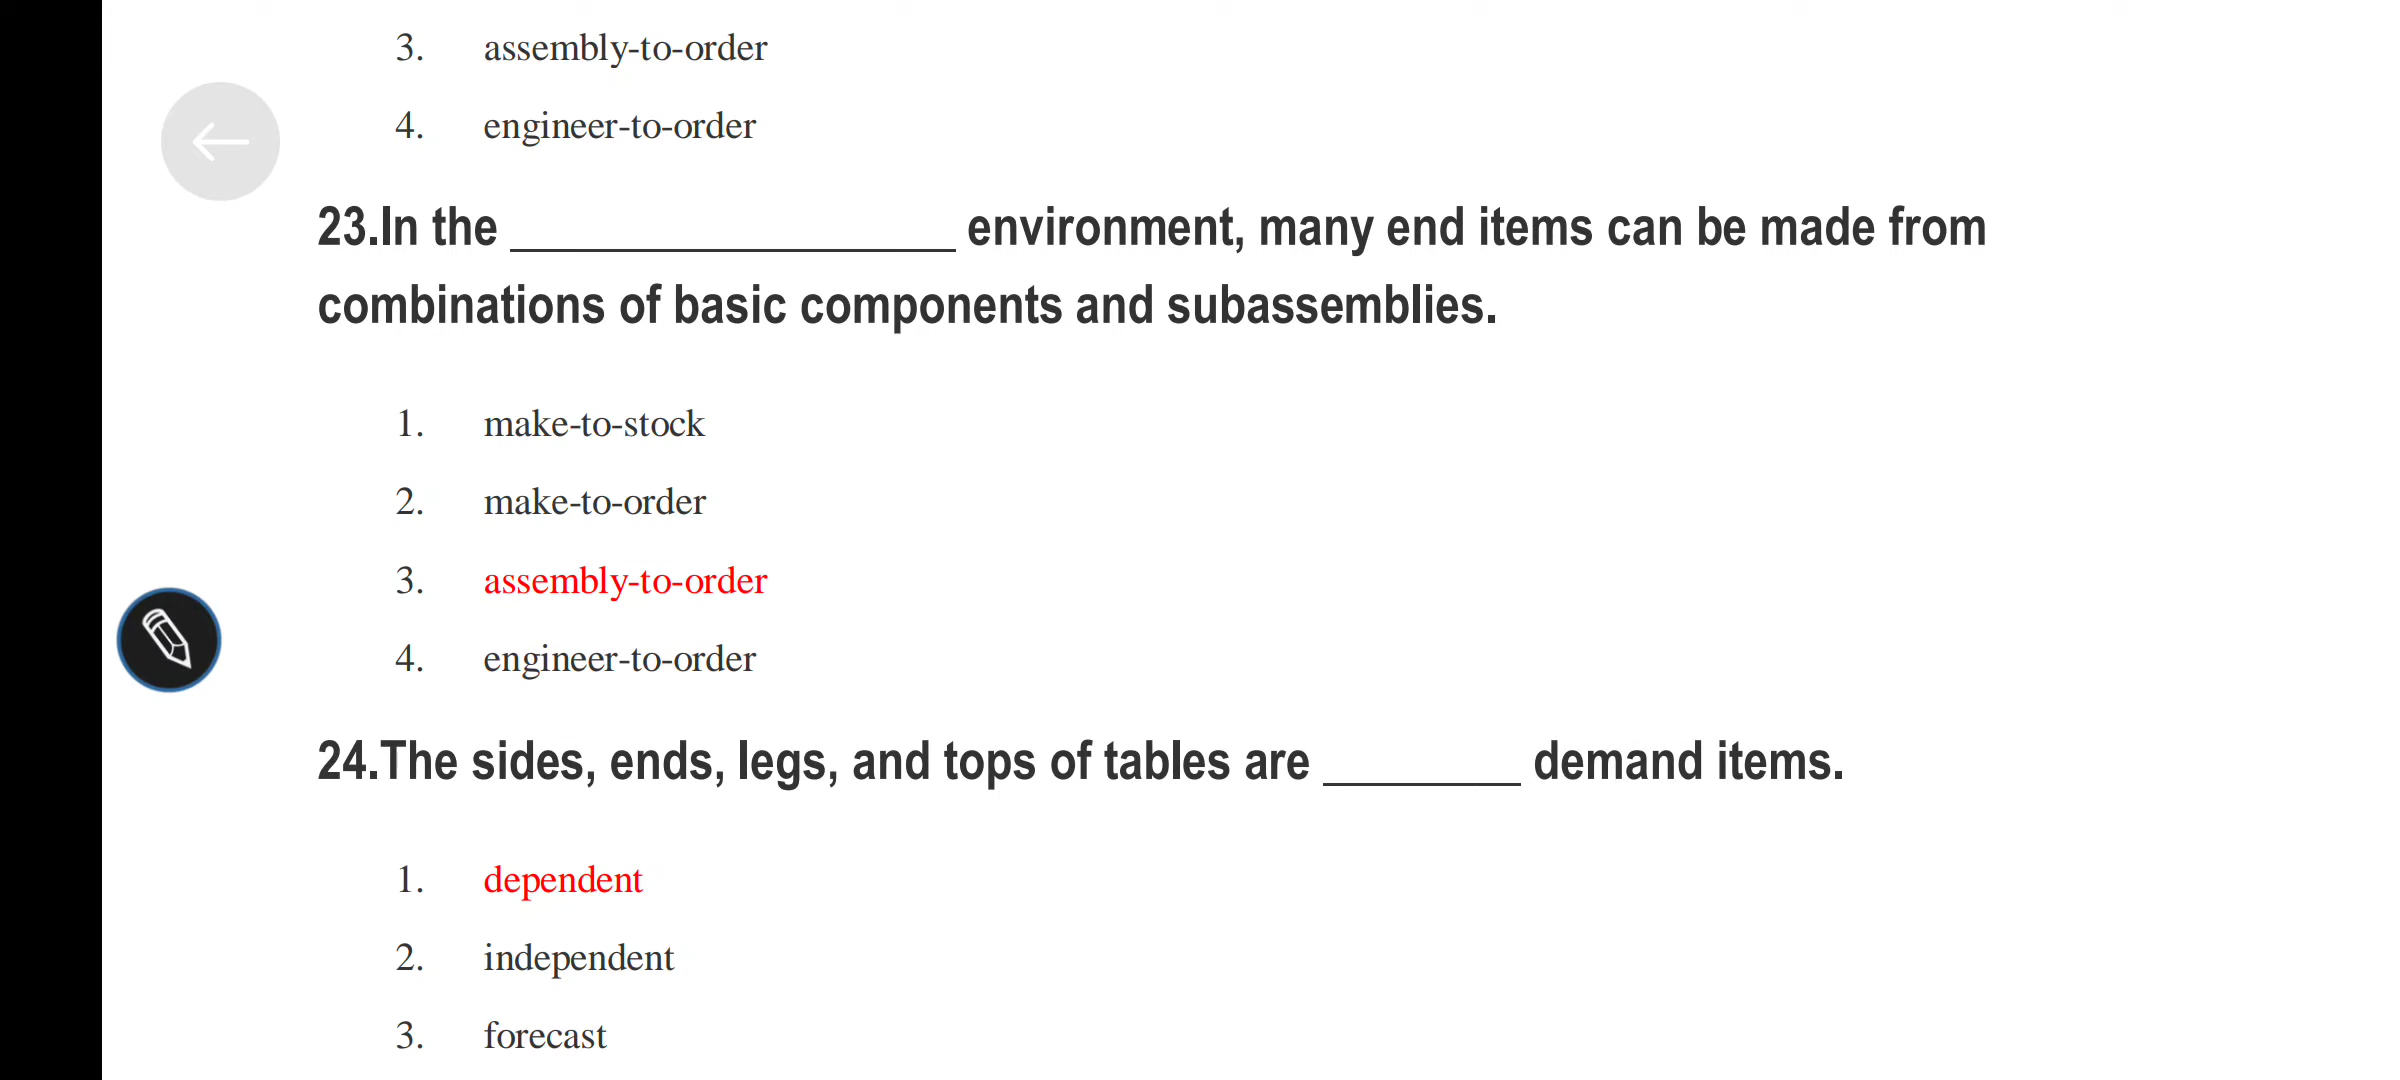 3. assembly-to-order
4. engineer-to-order
23.In the _________________ environment, many end items can be made from
combinations of basic components and subassemblies.
1. make-to-stock
2. make-to-order
3. assembly-to-order
4. engineer-to-order
24.The sides, ends, legs, and tops of tables are ________ demand items.
1. dependent
2. independent
3. forecast